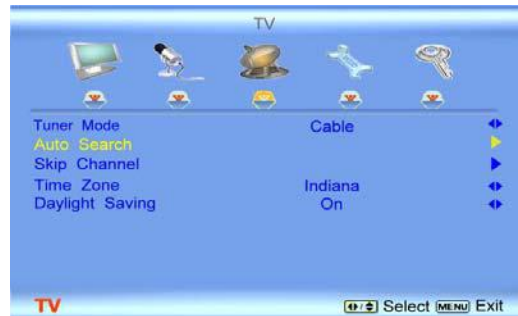 TV
Tuner Mode Cable
Auto Search
Skip Channel
Time Zone Indiana
Daylight Saving On
TV / Select MENU Exit